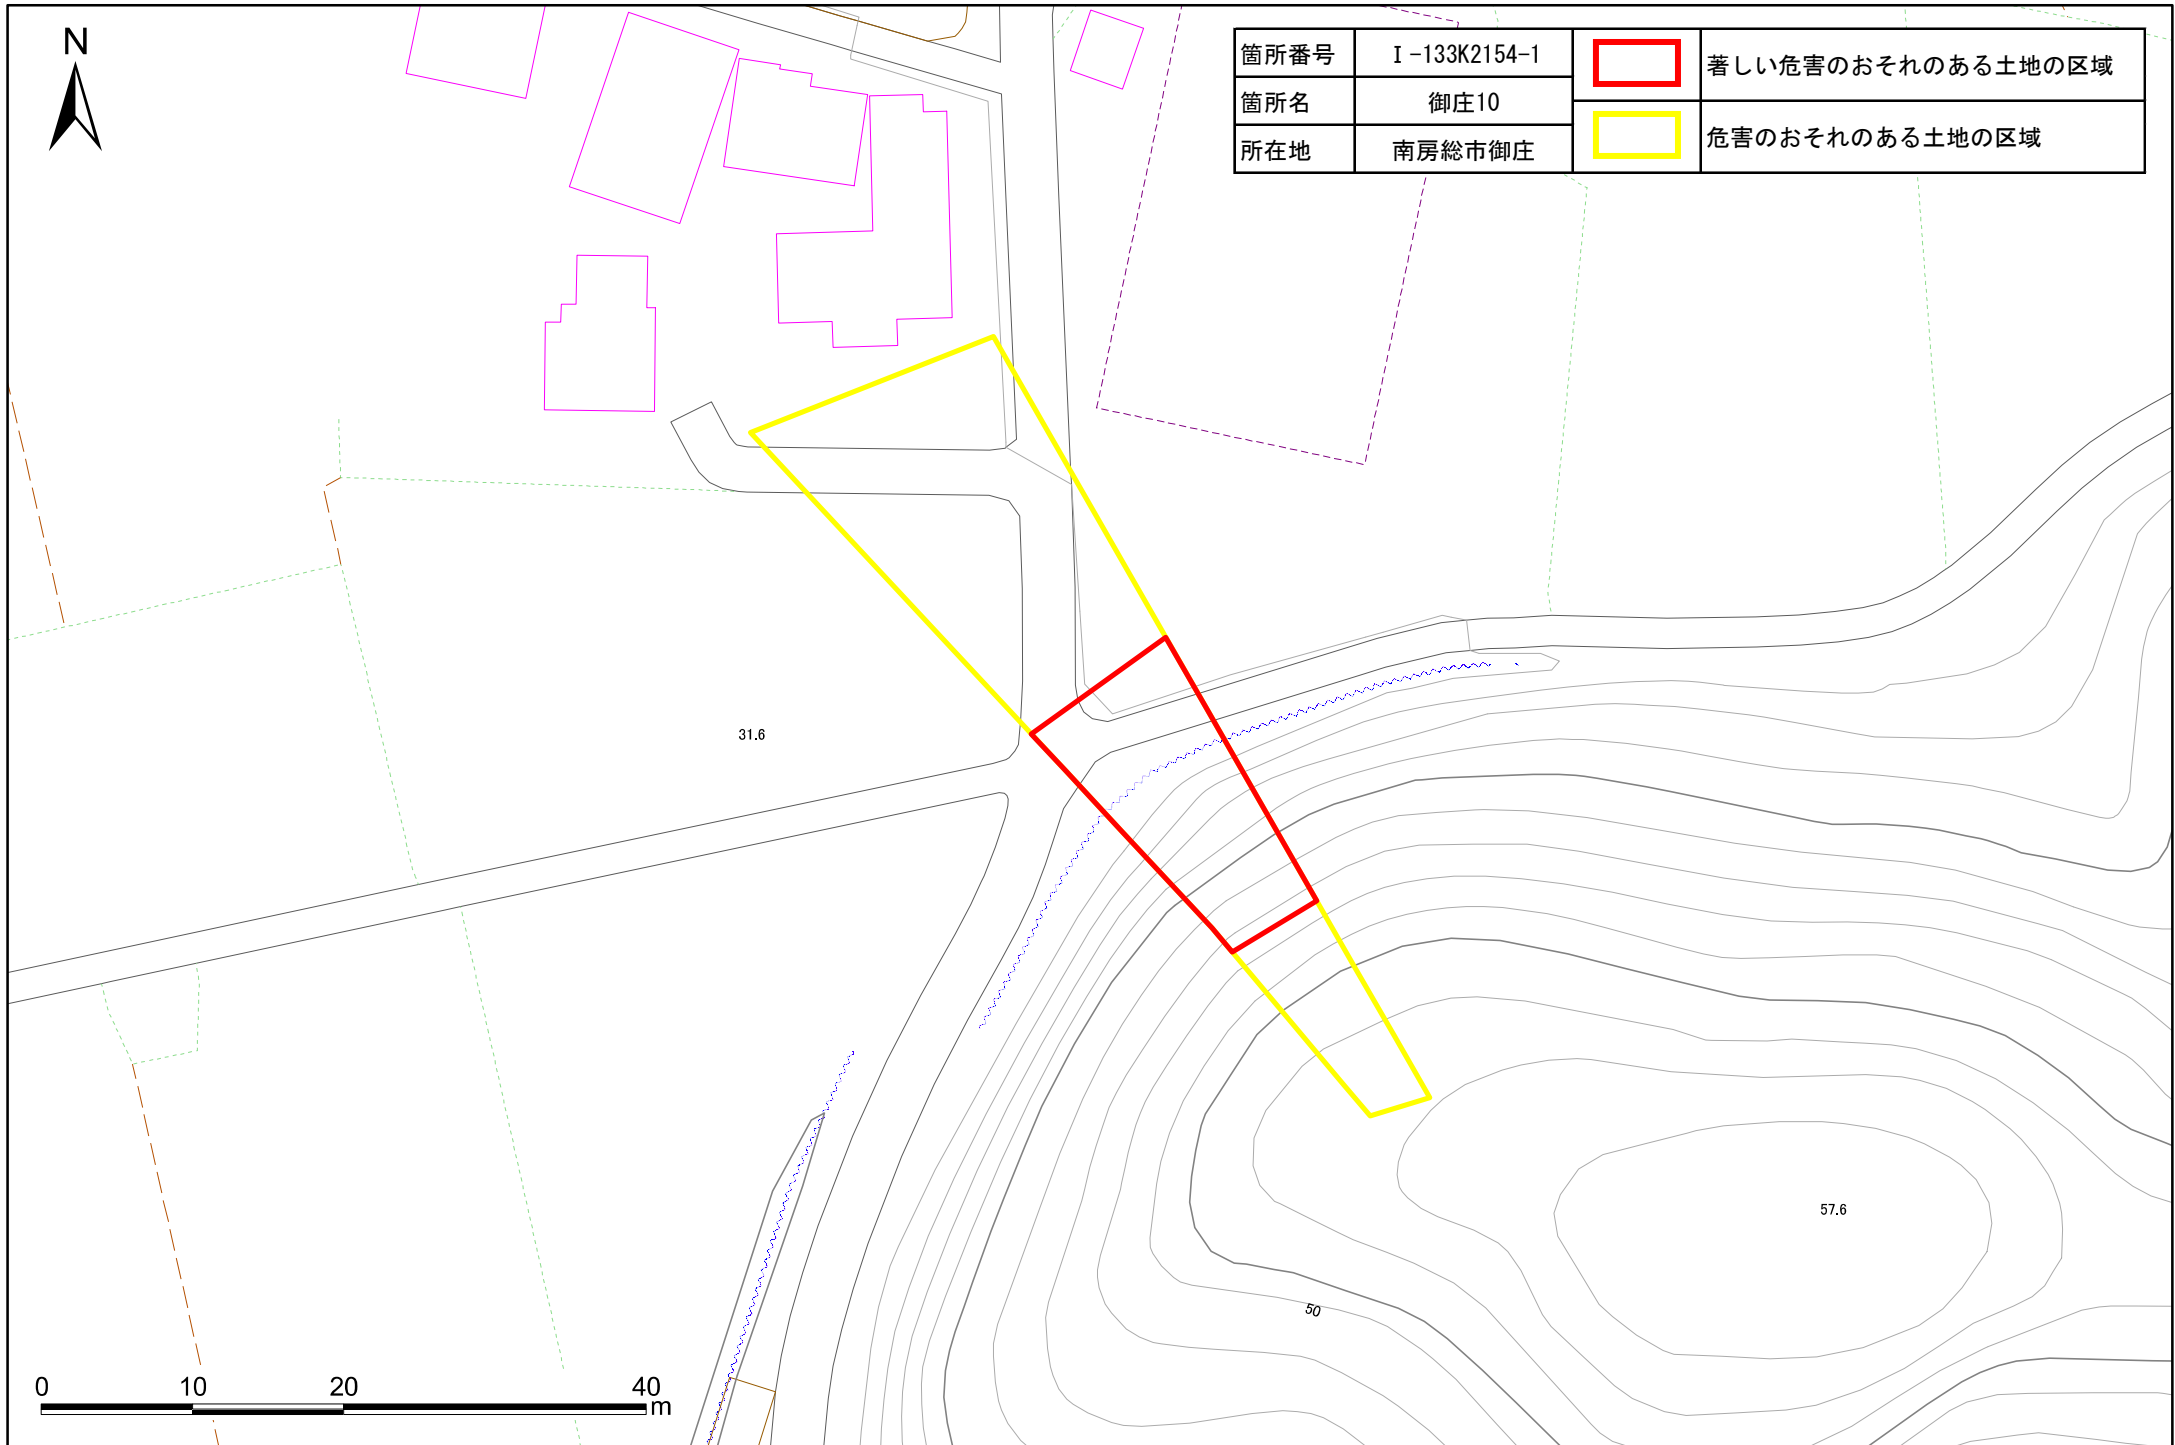 N
箇所番号 Ⅰ-133K2154-1
箇所名 御庄10
所在地 南房総市御庄
著しい危害のおそれのある土地の区域
危害のおそれのある土地の区域
31.6
57.6
50
0 10 20 40 m